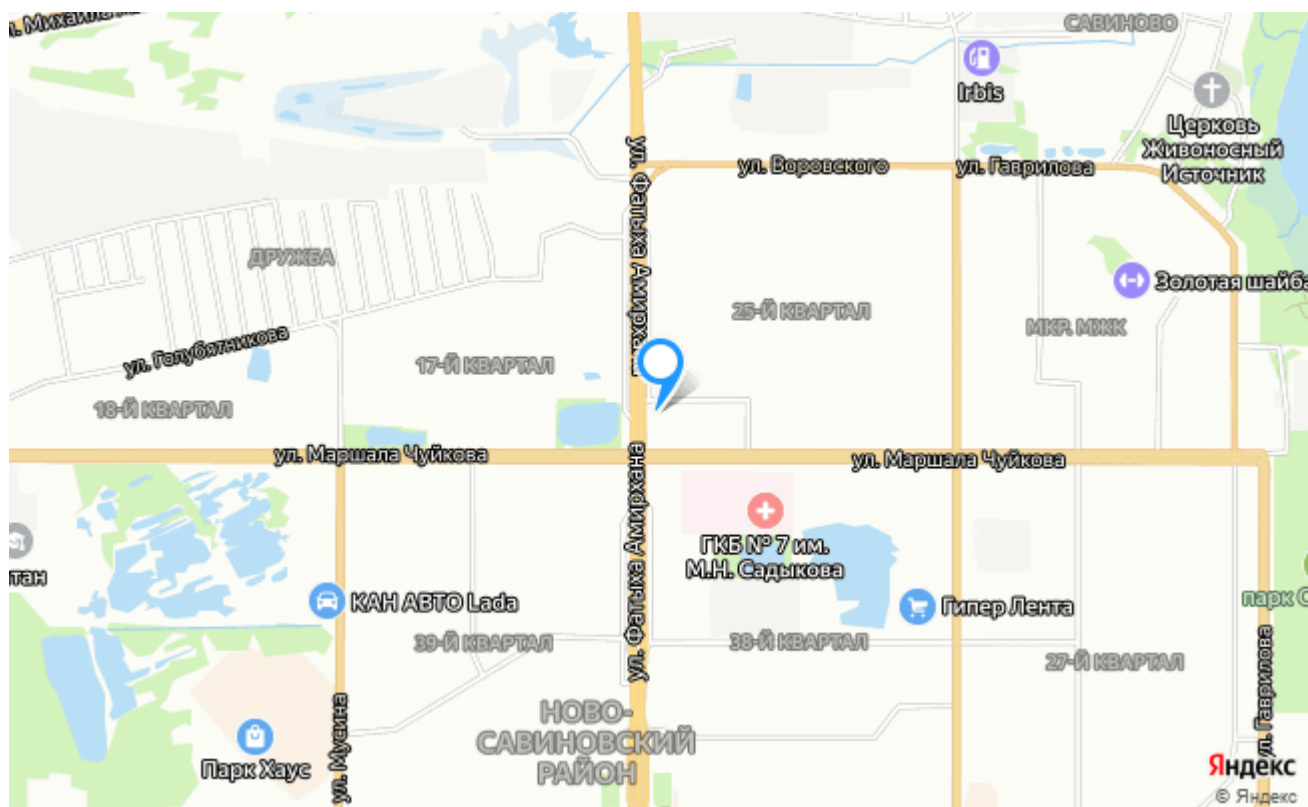 л. Михаила М
САВИНОВО
Irbis
Церковь
Живоносный
Источник
ул. Воровского
ул. Гаврилова
ул. Фатыха Амирхана
ДРУЖБА
Золотая шайба
25-Й КВАРТАЛ
МКР. МЖК
ул. Голубятникова
17-Й КВАРТАЛ
18-Й КВАРТАЛ
ул. Маршала Чуйкова
ул. Маршала Чуйкова
ул. Фатыха Амирхана
ГКБ № 7 им.
М.Н. Садыкова
тан
КАН АВТО Lada
Гипер Лента
парк С
39-Й КВАРТАЛ
38-Й КВАРТАЛ
27-Й КВАРТАЛ
ул. Гаврилова
ул. Мусина
НОВО-
САВИНОВСКИЙ
РАЙОН
Парк Хаус
Яндекс
© Яндекс